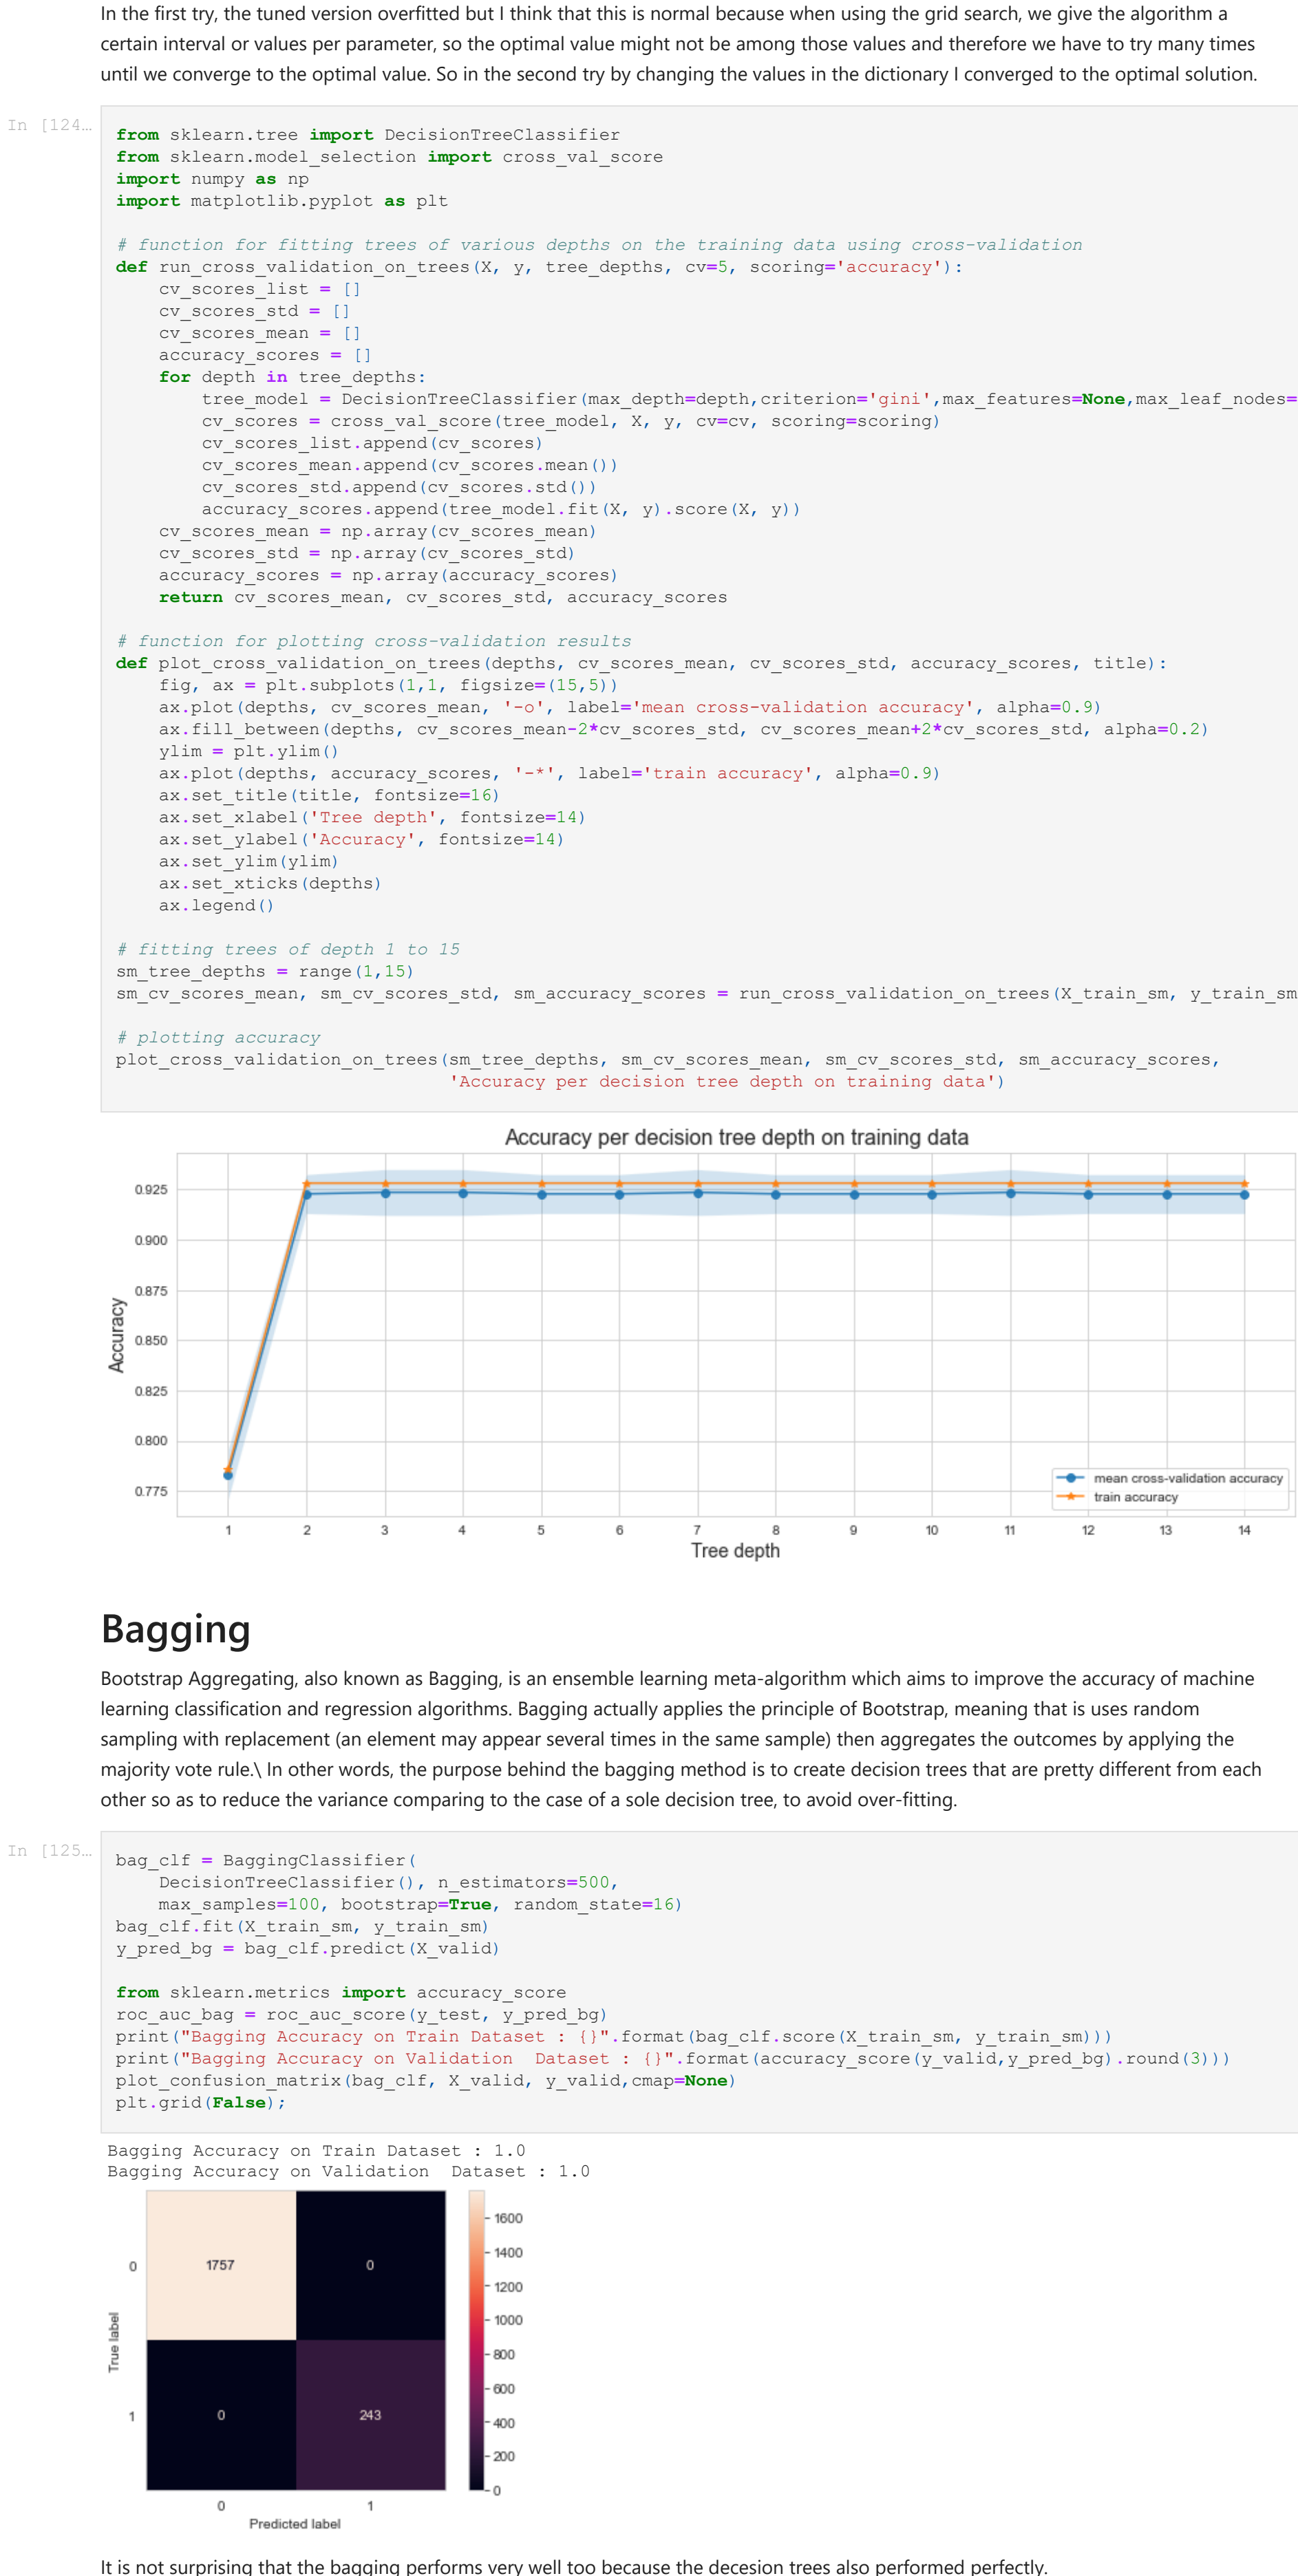 In the first try, the tuned version overfitted but I think that this is normal because when using the grid search, we give the algorithm a
certain interval or values per parameter, so the optimal value might not be among those values and therefore we have to try many times
until we converge to the optimal value. So in the second try by changing the values in the dictionary I converged to the optimal solution.
In [124…
from sklearn.tree import DecisionTreeClassifier
from sklearn.model_selection import cross_val_score
import numpy as np
import matplotlib.pyplot as plt
# function for fitting trees of various depths on the training data using cross-validation
def run_cross_validation_on_trees(X, y, tree_depths, cv=5, scoring='accuracy'):
    cv_scores_list = []
    cv_scores_std = []
    cv_scores_mean = []
    accuracy_scores = []
    for depth in tree_depths:
        tree_model = DecisionTreeClassifier(max_depth=depth,criterion='gini',max_features=None,max_leaf_nodes=
        cv_scores = cross_val_score(tree_model, X, y, cv=cv, scoring=scoring)
        cv_scores_list.append(cv_scores)
        cv_scores_mean.append(cv_scores.mean())
        cv_scores_std.append(cv_scores.std())
        accuracy_scores.append(tree_model.fit(X, y).score(X, y))
    cv_scores_mean = np.array(cv_scores_mean)
    cv_scores_std = np.array(cv_scores_std)
    accuracy_scores = np.array(accuracy_scores)
    return cv_scores_mean, cv_scores_std, accuracy_scores
# function for plotting cross-validation results
def plot_cross_validation_on_trees(depths, cv_scores_mean, cv_scores_std, accuracy_scores, title):
    fig, ax = plt.subplots(1,1, figsize=(15,5))
    ax.plot(depths, cv_scores_mean, '-o', label='mean cross-validation accuracy', alpha=0.9)
    ax.fill_between(depths, cv_scores_mean-2*cv_scores_std, cv_scores_mean+2*cv_scores_std, alpha=0.2)
    ylim = plt.ylim()
    ax.plot(depths, accuracy_scores, '-*', label='train accuracy', alpha=0.9)
    ax.set_title(title, fontsize=16)
    ax.set_xlabel('Tree depth', fontsize=14)
    ax.set_ylabel('Accuracy', fontsize=14)
    ax.set_ylim(ylim)
    ax.set_xticks(depths)
    ax.legend()
# fitting trees of depth 1 to 15
sm_tree_depths = range(1,15)
sm_cv_scores_mean, sm_cv_scores_std, sm_accuracy_scores = run_cross_validation_on_trees(X_train_sm, y_train_sm
# plotting accuracy
plot_cross_validation_on_trees(sm_tree_depths, sm_cv_scores_mean, sm_cv_scores_std, sm_accuracy_scores,
                               'Accuracy per decision tree depth on training data')
Accuracy per decision tree depth on training data
0.925
0.900
0.875
0.850
0.825
0.800
0.775
Accuracy
mean cross-validation accuracy
train accuracy
1 2 3 4 5 6 7 8 9 10 11 12 13 14
Tree depth
Bagging
Bootstrap Aggregating, also known as Bagging, is an ensemble learning meta-algorithm which aims to improve the accuracy of machine
learning classification and regression algorithms. Bagging actually applies the principle of Bootstrap, meaning that is uses random
sampling with replacement (an element may appear several times in the same sample) then aggregates the outcomes by applying the
majority vote rule.\ In other words, the purpose behind the bagging method is to create decision trees that are pretty different from each
other so as to reduce the variance comparing to the case of a sole decision tree, to avoid over-fitting.
In [125…
bag_clf = BaggingClassifier(
    DecisionTreeClassifier(), n_estimators=500,
    max_samples=100, bootstrap=True, random_state=16)
bag_clf.fit(X_train_sm, y_train_sm)
y_pred_bg = bag_clf.predict(X_valid)
from sklearn.metrics import accuracy_score
roc_auc_bag = roc_auc_score(y_test, y_pred_bg)
print("Bagging Accuracy on Train Dataset : {}".format(bag_clf.score(X_train_sm, y_train_sm)))
print("Bagging Accuracy on Validation  Dataset : {}".format(accuracy_score(y_valid,y_pred_bg).round(3)))
plot_confusion_matrix(bag_clf, X_valid, y_valid,cmap=None)
plt.grid(False);
Bagging Accuracy on Train Dataset : 1.0
Bagging Accuracy on Validation  Dataset : 1.0
True label
0
1
1757 0
0 243
0 1
Predicted label
1600
1400
1200
1000
800
600
400
200
0
It is not surprising that the bagging performs very well too because the decesion trees also performed perfectly.